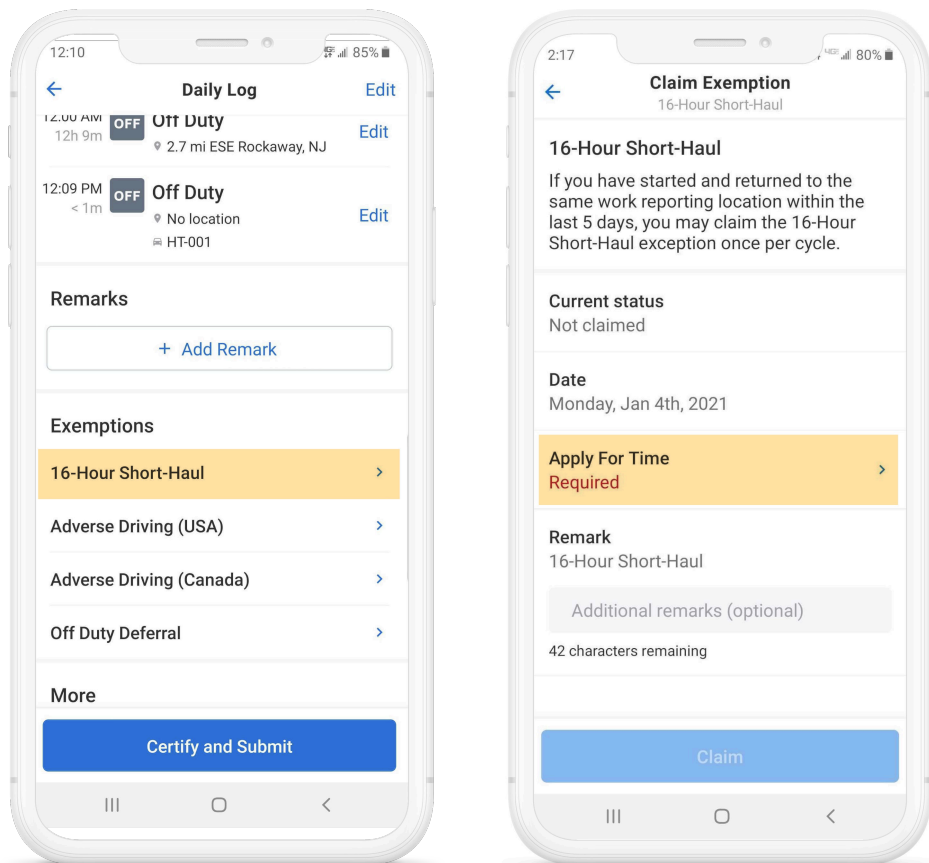 12:10
85%
Daily Log
Edit
12:00 AM
OFF
Off Duty
12h 9m
2.7 mi ESE Rockaway, NJ
Edit
12:09 PM
OFF
Off Duty
< 1m
No location
Edit
HT-001
Remarks
+ Add Remark
Exemptions
16-Hour Short-Haul
Adverse Driving (USA)
Adverse Driving (Canada)
Off Duty Deferral
More
Certify and Submit
2:17
80%
Claim Exemption
16-Hour Short-Haul
16-Hour Short-Haul
If you have started and returned to the
same work reporting location within the
last 5 days, you may claim the 16-Hour
Short-Haul exception once per cycle.
Current status
Not claimed
Date
Monday, Jan 4th, 2021
Apply For Time
Required
Remark
16-Hour Short-Haul
Additional remarks (optional)
42 characters remaining
Claim